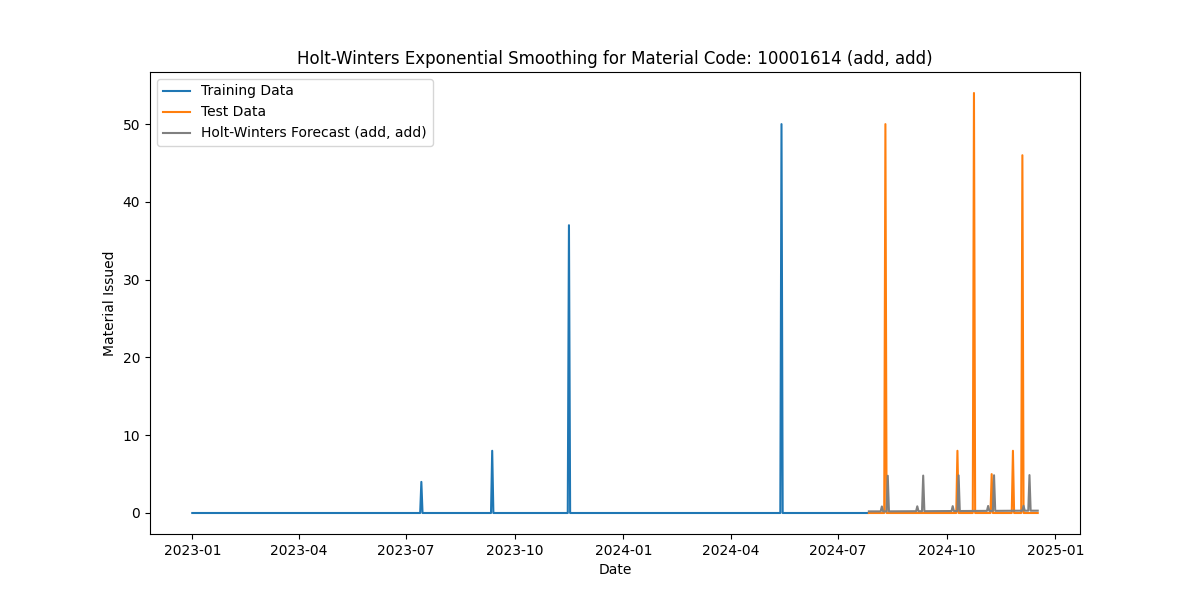 Holt-Winters Exponential Smoothing for Material Code: 10001614 (add, add)
Training Data
Test Data
Holt-Winters Forecast (add, add)
Material Issued
50
40
30
20
10
0
2023-01 2023-04 2023-07 2023-10 2024-01 2024-04 2024-07 2024-10 2025-01
Date